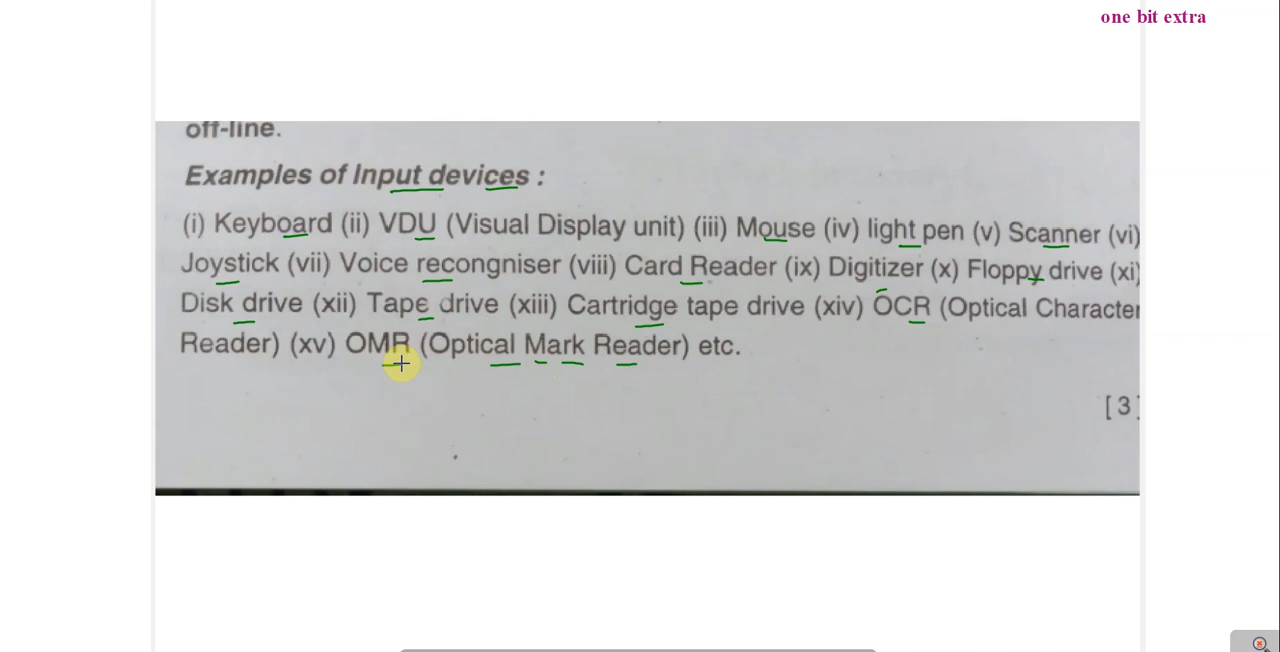 one bit extra
off-line.
Examples of Input devices :
(i) Keyboard (ii) VDU (Visual Display unit) (iii) Mouse (iv) light pen (v) Scanner (vi)
Joystick (vii) Voice recongniser (viii) Card Reader (ix) Digitizer (x) Floppy drive (xi)
Disk drive (xii) Tape drive (xiii) Cartridge tape drive (xiv) OCR (Optical Character
Reader) (xv) OMR (Optical Mark Reader) etc.
[3]